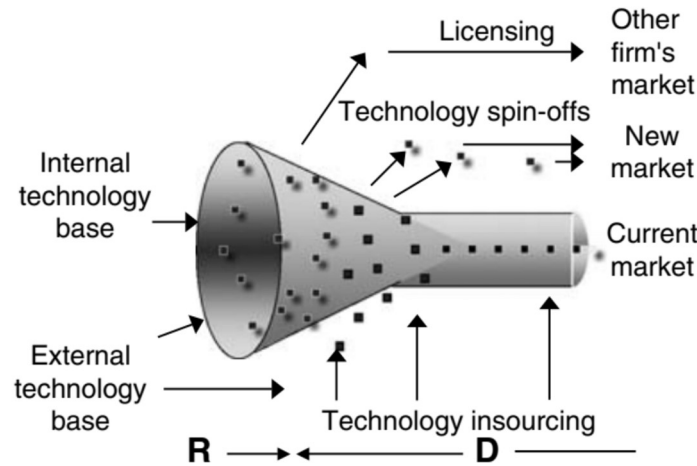 Licensing
Other
firm's
market
Technology spin-offs
New
market
Internal
technology
base
Current
market
External
technology
base
Technology insourcing
R
D